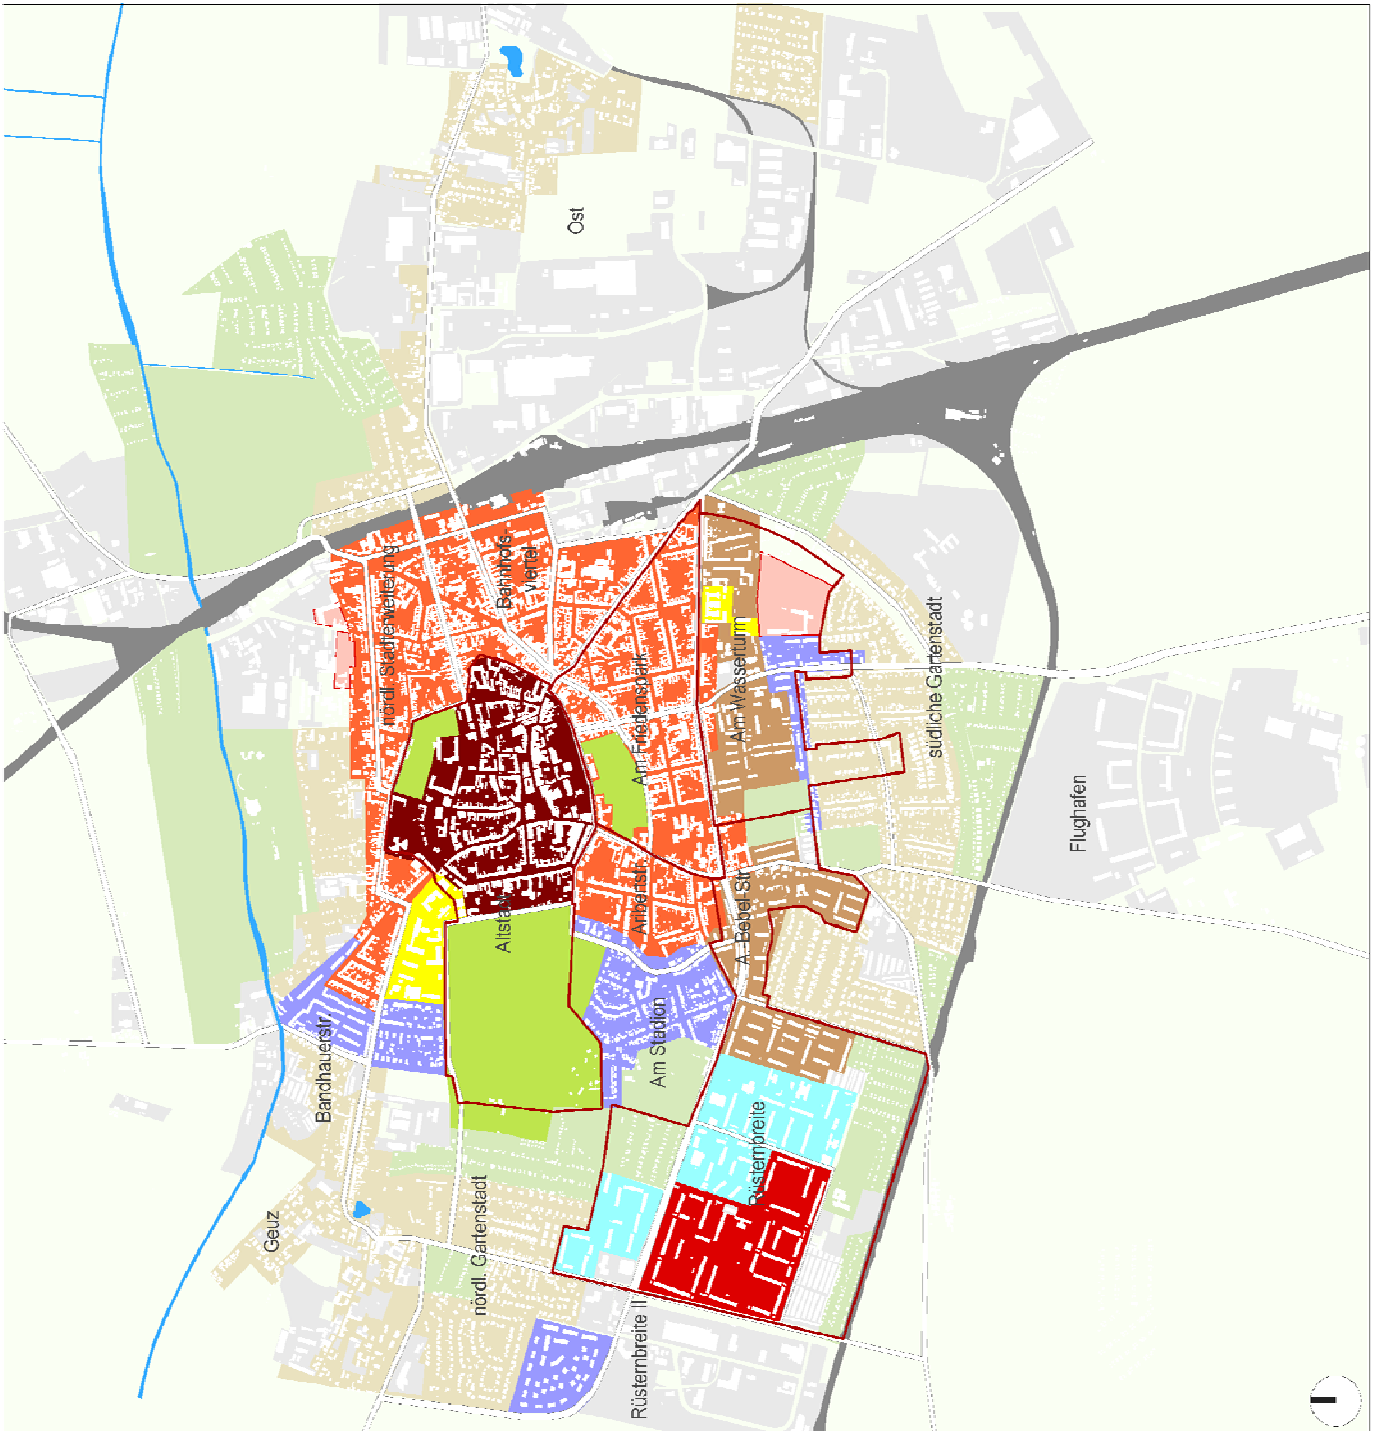 Ost
nördl. Stadterweiterung
Bahnhofs-
viertel
Am Friedenspark
Am Wasserturm
südliche Gartenstadt
Flughafen
Altstadt
Aribertstr.
A. Bebel-Str.
Am Stadion
Bandhauerstr.
Rüsternbreite
Geuz
nördl. Gartenstadt
Rüsternbreite II